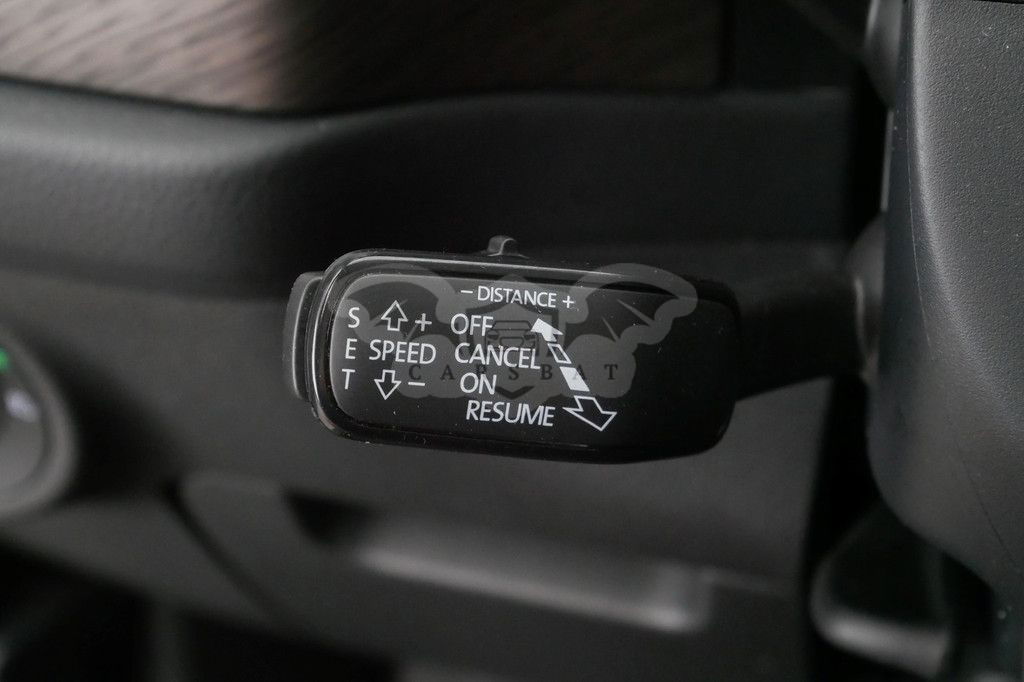 - DISTANCE +
S + OFF
E SPEED CANCEL
T - ON
RESUME
CARSBAT